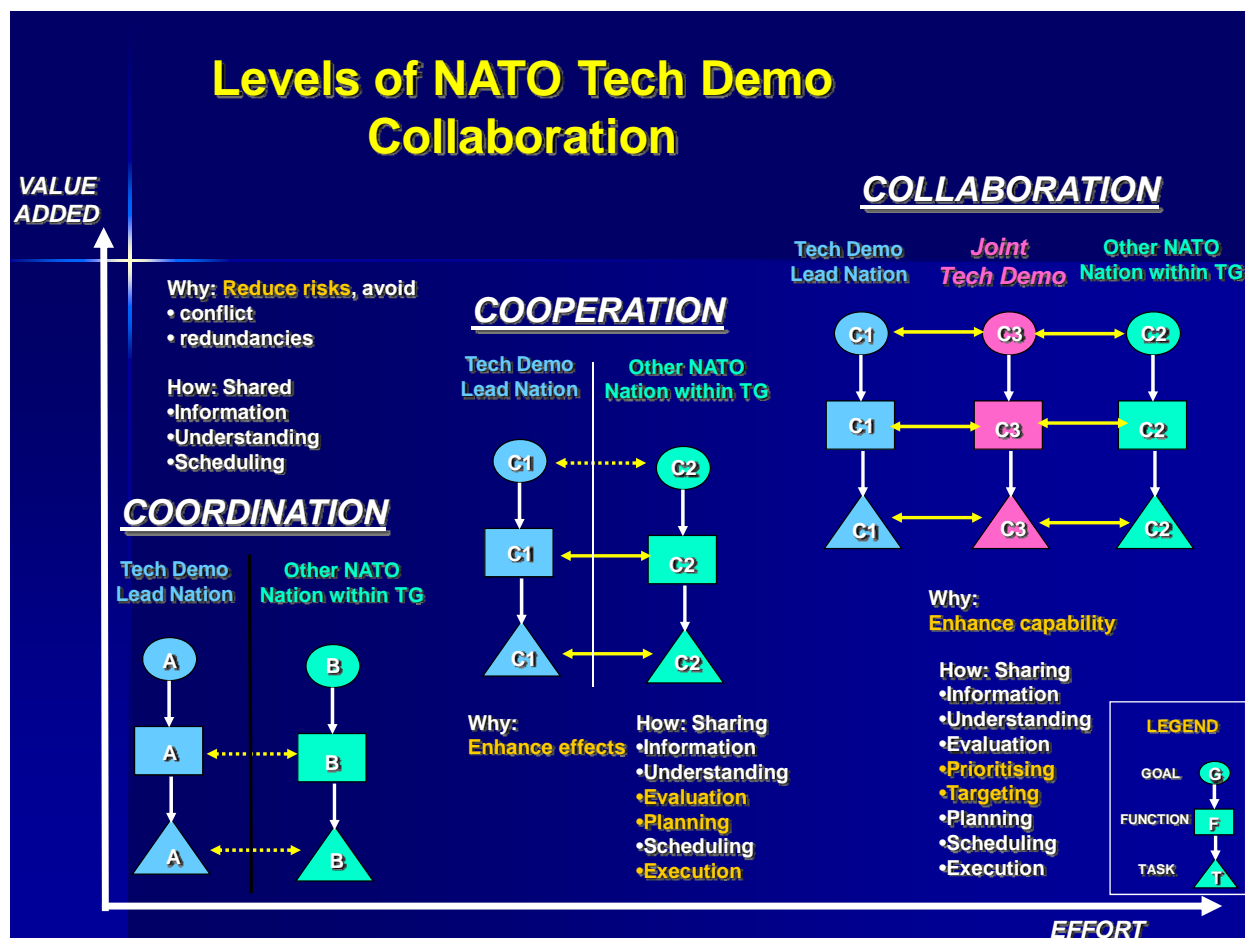 Levels of NATO Tech Demo
Collaboration
VALUE
ADDED
Why: Reduce risks, avoid
• conflict
• redundancies
How: Shared
•Information
•Understanding
•Scheduling
COORDINATION
Tech Demo
Lead Nation
Other NATO
Nation within TG
A
B
A
B
A
B
COOPERATION
Tech Demo
Lead Nation
Other NATO
Nation within TG
C1
C2
C1
C2
C1
C2
Why:
Enhance effects
How: Sharing
•Information
•Understanding
•Evaluation
•Planning
•Scheduling
•Execution
COLLABORATION
Tech Demo
Lead Nation
Joint
Tech Demo
Other NATO
Nation within TG
C1
C3
C2
C1
C3
C2
C1
C3
C2
Why:
Enhance capability
How: Sharing
•Information
•Understanding
•Evaluation
•Prioritising
•Targeting
•Planning
•Scheduling
•Execution
LEGEND
GOAL
G
FUNCTION
F
TASK
T
EFFORT